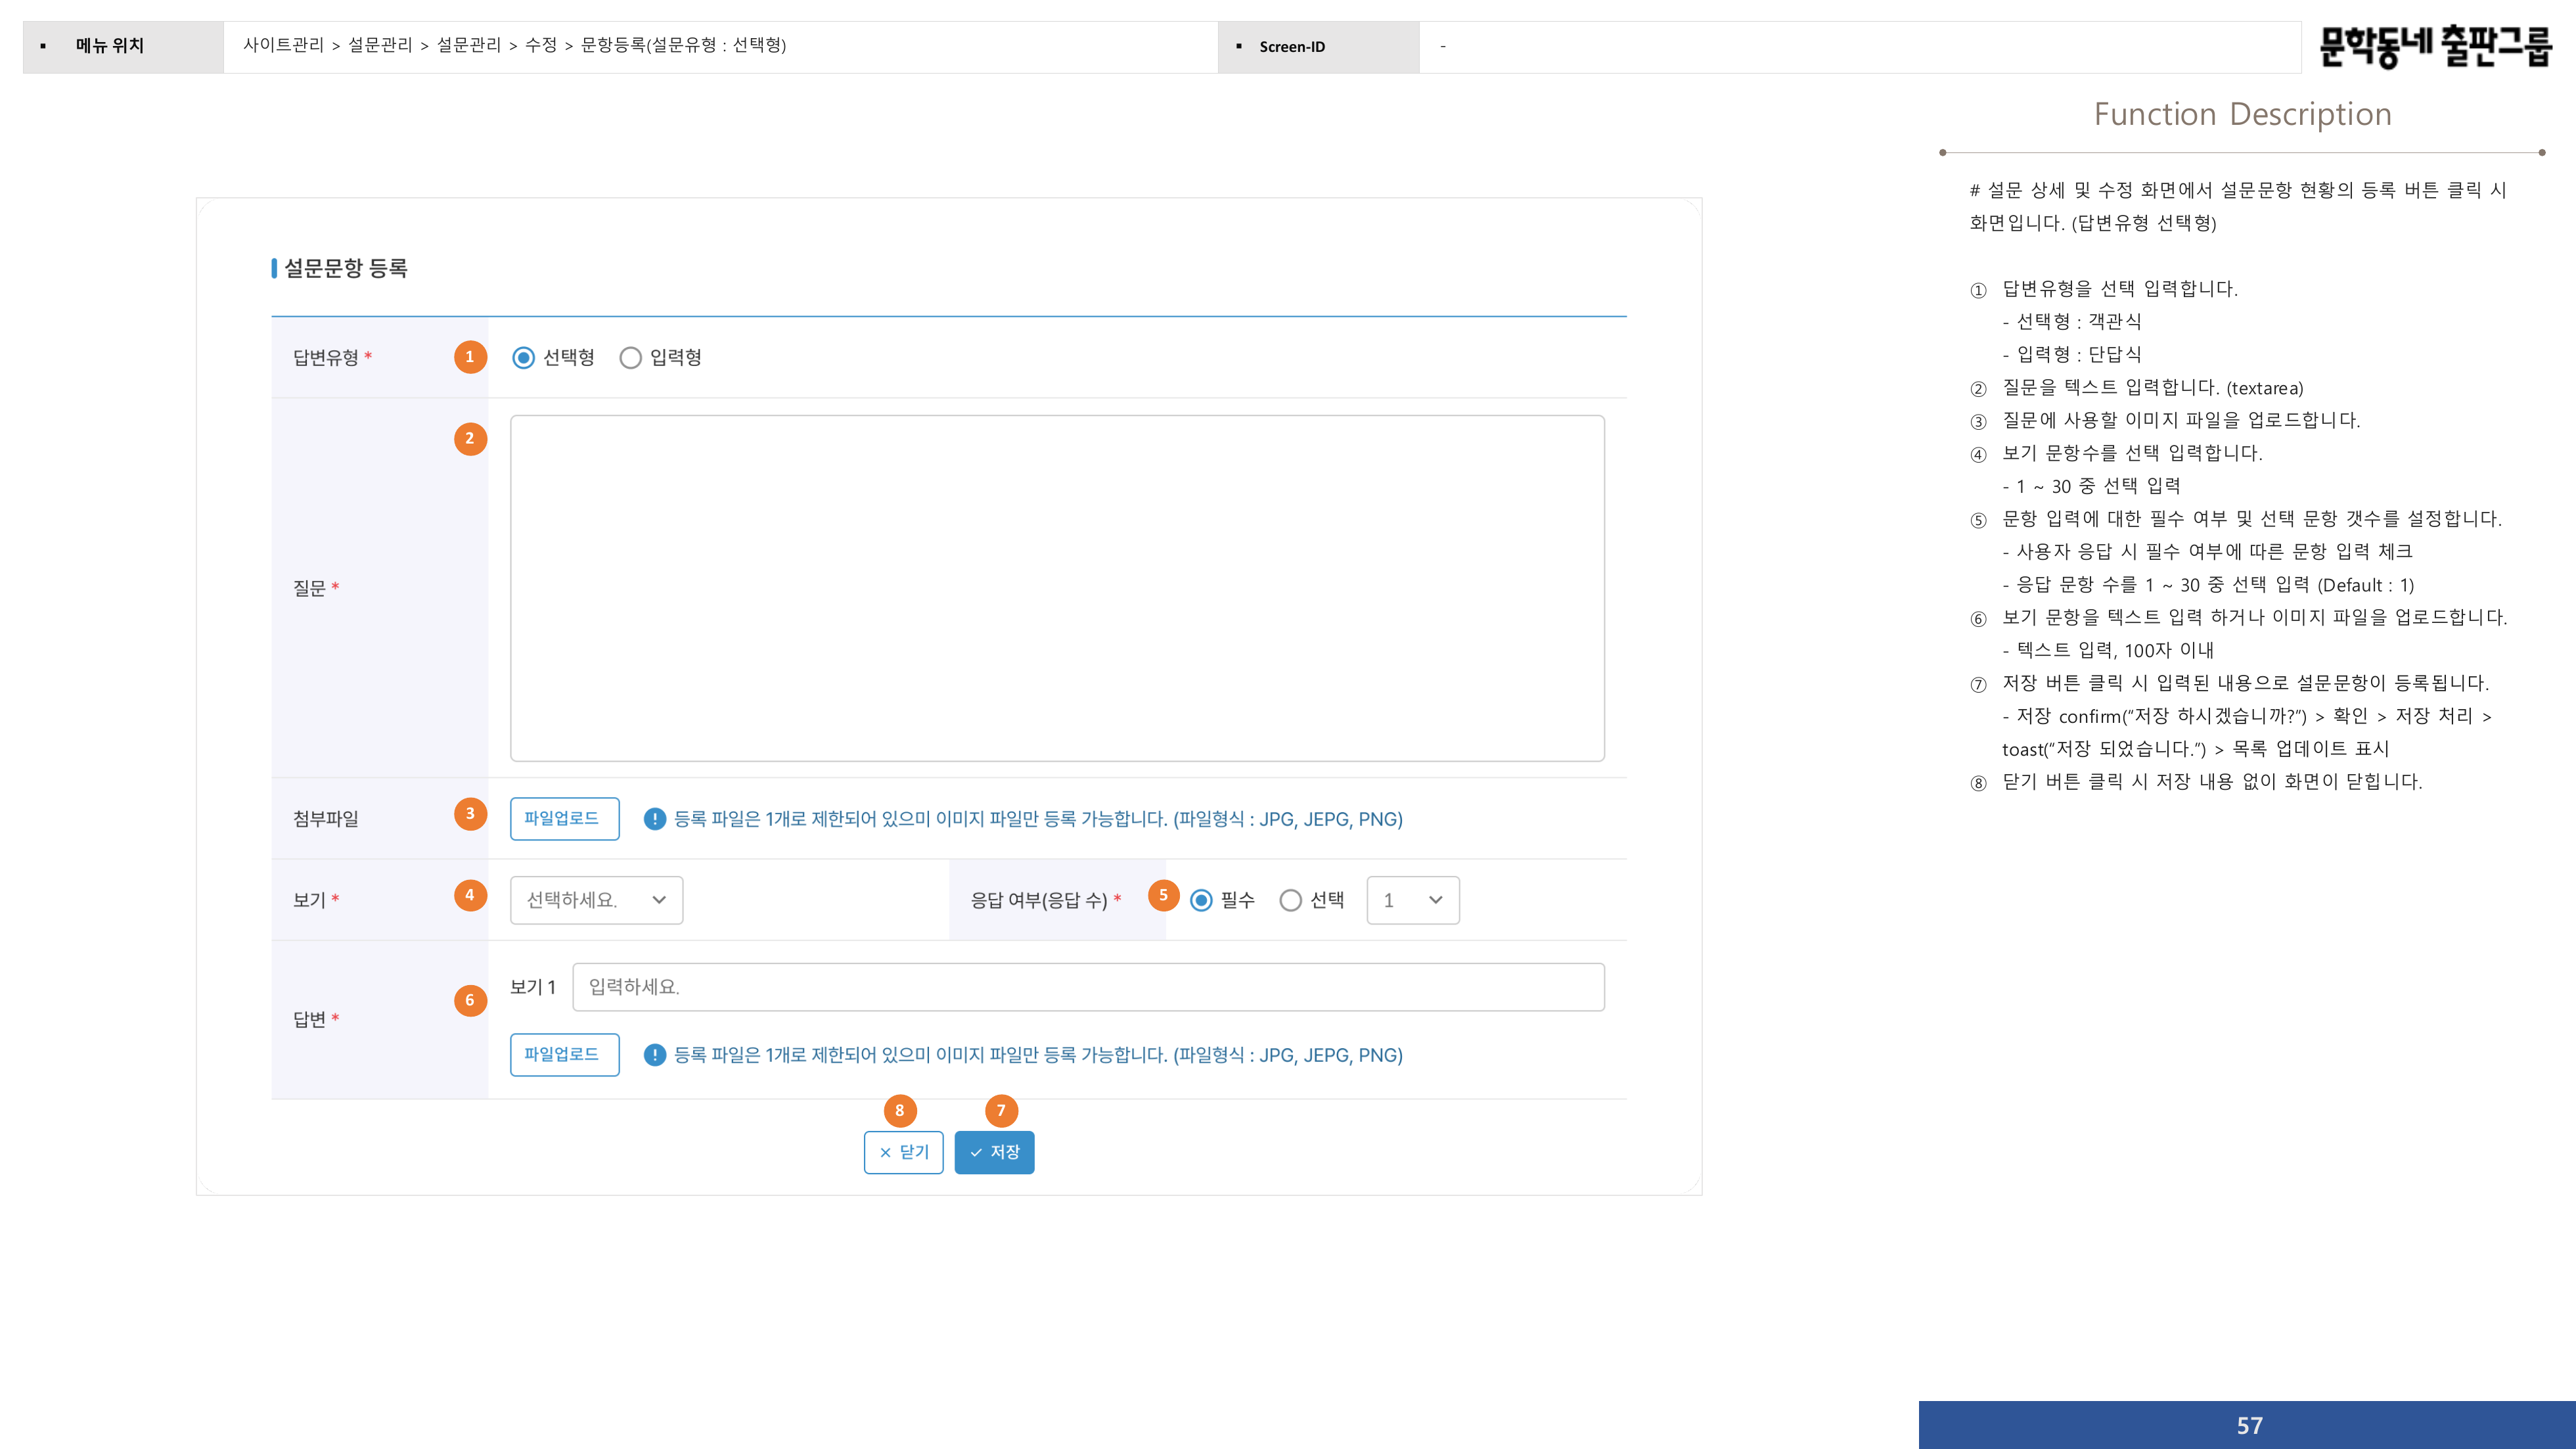 ▪ 메뉴 위치
사이트관리 > 설문관리 > 설문관리 > 수정 > 문항등록(설문유형 : 선택형)
▪ Screen-ID
-
문학동네 출판그룹
설문문항 등록
답변유형 *
1
선택형
입력형
2
질문 *
첨부파일
3
파일업로드
! 등록 파일은 1개로 제한되어 있으미 이미지 파일만 등록 가능합니다. (파일형식 : JPG, JEPG, PNG)
보기 *
4
선택하세요.
응답 여부(응답 수) *
5
필수
선택
1
답변 *
6
보기 1
입력하세요.
파일업로드
! 등록 파일은 1개로 제한되어 있으미 이미지 파일만 등록 가능합니다. (파일형식 : JPG, JEPG, PNG)
8
7
× 닫기
✓ 저장
Function Description
# 설문 상세 및 수정 화면에서 설문문항 현황의 등록 버튼 클릭 시
화면입니다. (답변유형 선택형)
① 답변유형을 선택 입력합니다.
- 선택형 : 객관식
- 입력형 : 단답식
② 질문을 텍스트 입력합니다. (textarea)
③ 질문에 사용할 이미지 파일을 업로드합니다.
④ 보기 문항수를 선택 입력합니다.
- 1 ~ 30 중 선택 입력
⑤ 문항 입력에 대한 필수 여부 및 선택 문항 갯수를 설정합니다.
- 사용자 응답 시 필수 여부에 따른 문항 입력 체크
- 응답 문항 수를 1 ~ 30 중 선택 입력 (Default : 1)
⑥ 보기 문항을 텍스트 입력 하거나 이미지 파일을 업로드합니다.
- 텍스트 입력, 100자 이내
⑦ 저장 버튼 클릭 시 입력된 내용으로 설문문항이 등록됩니다.
- 저장 confirm(“저장 하시겠습니까?”) > 확인 > 저장 처리 >
toast(“저장 되었습니다.”) > 목록 업데이트 표시
⑧ 닫기 버튼 클릭 시 저장 내용 없이 화면이 닫힙니다.
57